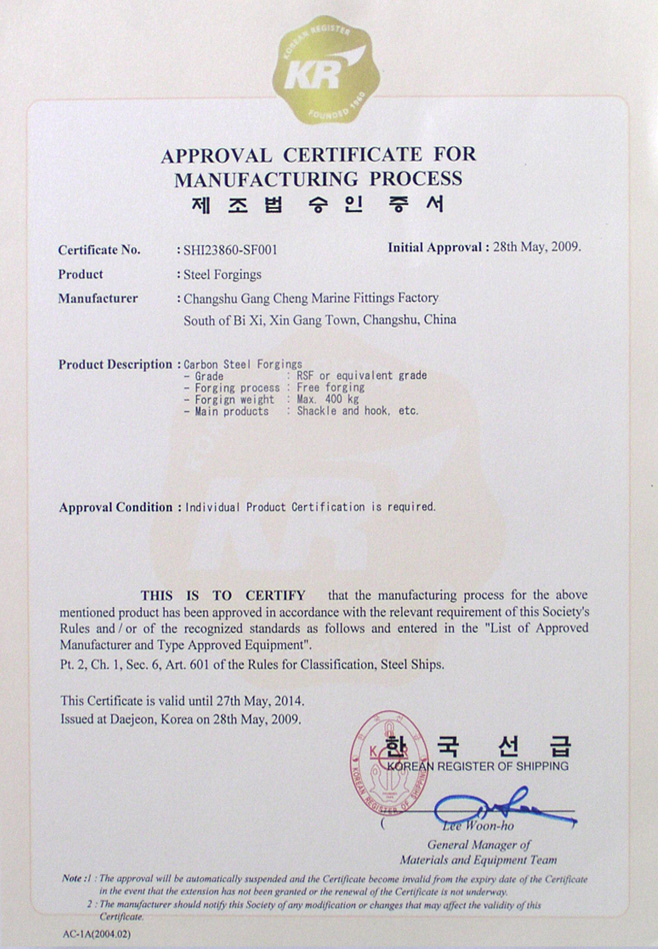 KOREAN REGISTER
KR
FOUNDED 1960
APPROVAL CERTIFICATE FOR
MANUFACTURING PROCESS
제 조 법 승 인 증 서
Certificate No. : SHI23860-SF001 Initial Approval : 28th May, 2009.
Product : Steel Forgings
Manufacturer : Changshu Gang Cheng Marine Fittings Factory
South of Bi Xi, Xin Gang Town, Changshu, China
Product Description : Carbon Steel Forgings
- Grade : RSF or equivalent grade
- Forging process : Free forging
- Forgign weight : Max. 400 kg
- Main products : Shackle and hook, etc.
Approval Condition : Individual Product Certification is required.
THIS IS TO CERTIFY that the manufacturing process for the above
mentioned product has been approved in accordance with the relevant requirement of this Society's
Rules and / or of the recognized standards as follows and entered in the "List of Approved
Manufacturer and Type Approved Equipment".
Pt. 2, Ch. 1, Sec. 6, Art. 601 of the Rules for Classification, Steel Ships.
This Certificate is valid until 27th May, 2014.
Issued at Daejeon, Korea on 28th May, 2009.
한 국 선 급
KOREAN REGISTER OF SHIPPING
K R
KOREAN REGISTER OF SHIPPING
( Lee Woon-ho )
General Manager of
Materials and Equipment Team
Note :1 : The approval will be automatically suspended and the Certificate become invalid from the expiry date of the Certificate
in the event that the extension has not been granted or the renewal of the Certificate is not underway.
2 : The manufacturer should notify this Society of any modification or changes that may affect the validity of this
Certificate.
AC-1A(2004.02)